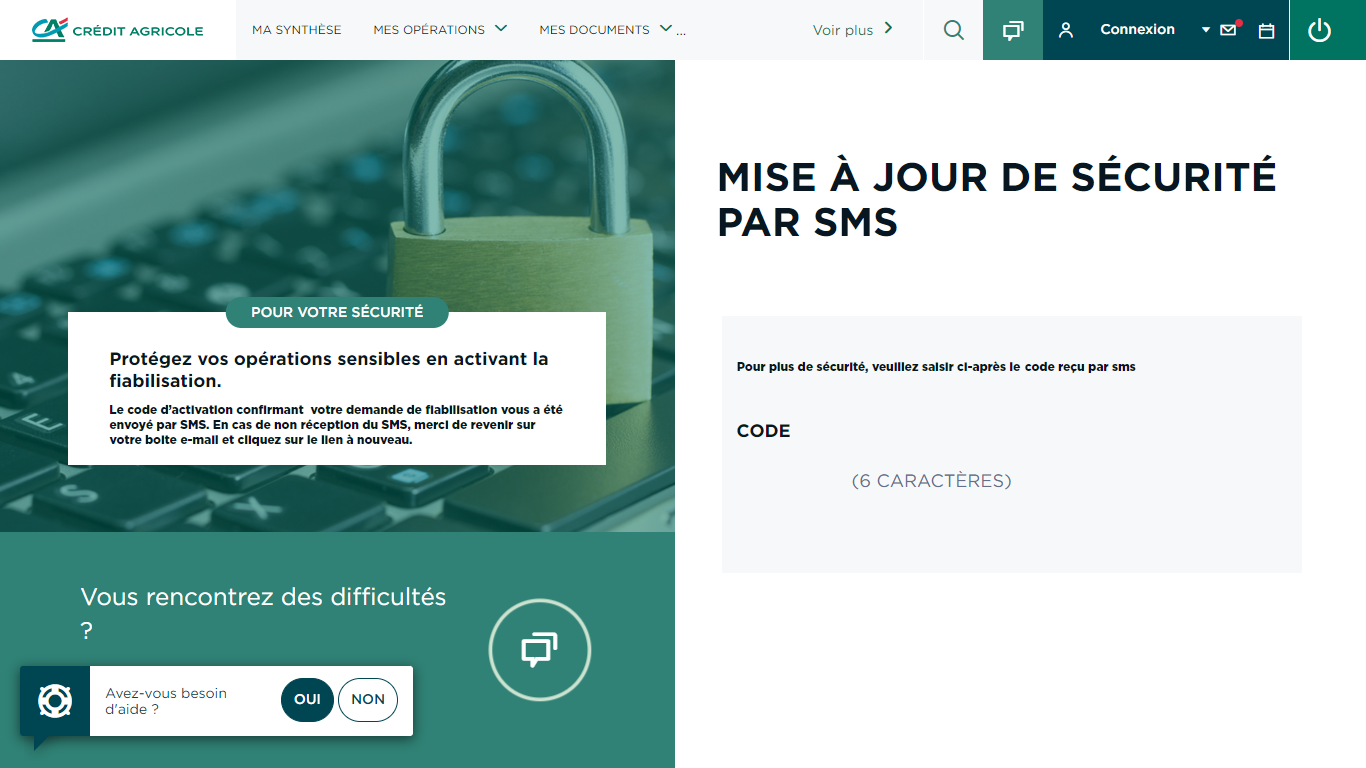 CRÉDIT AGRICOLE
MA SYNTHÈSE
MES OPÉRATIONS
MES DOCUMENTS
...
Voir plus
Connexion
POUR VOTRE SÉCURITÉ
Protégez vos opérations sensibles en activant la
fiabilisation.
Le code d'activation confirmant votre demande de fiabilisation vous a été
envoyé par SMS. En cas de non réception du SMS, merci de revenir sur
votre boite e-mail et cliquez sur le lien à nouveau.
Vous rencontrez des difficultés
?
Avez-vous besoin
d'aide ?
OUI
NON
MISE À JOUR DE SÉCURITÉ
PAR SMS
Pour plus de sécurité, veuillez saisir ci-après le code reçu par sms
CODE
(6 CARACTÈRES)